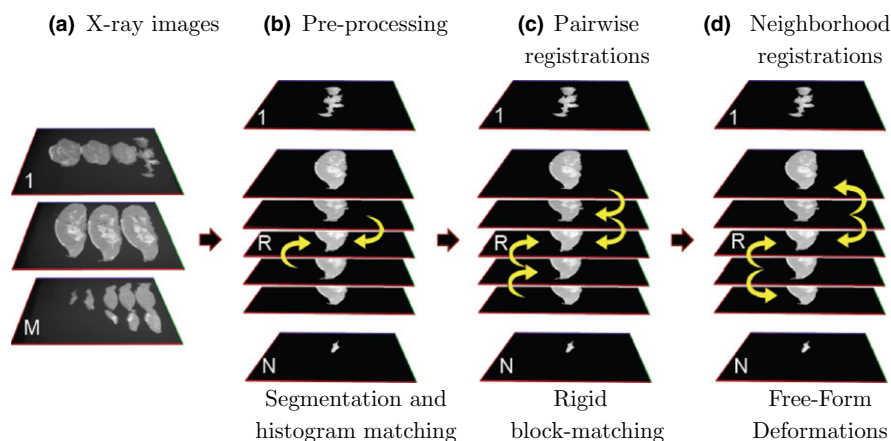 (a) X-ray images
(b) Pre-processing
(c) Pairwise
registrations
(d) Neighborhood
registrations
1
M
1
R
N
1
R
N
1
R
N
Segmentation and
histogram matching
Rigid
block-matching
Free-Form
Deformations